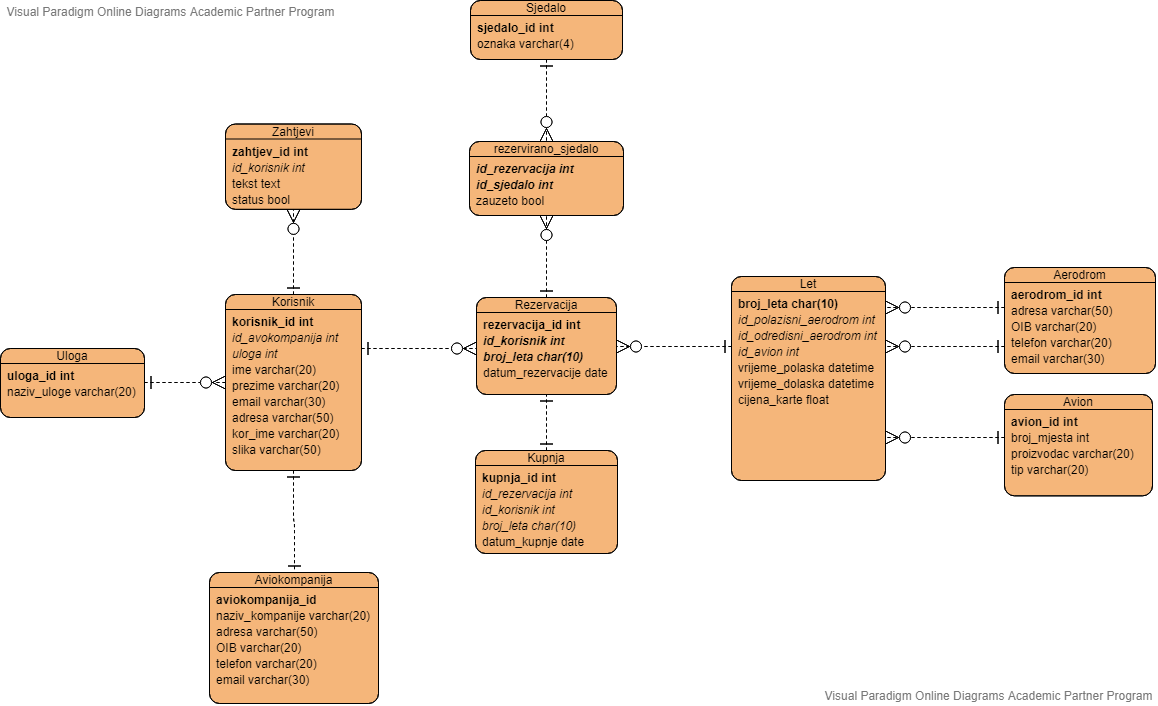 Visual Paradigm Online Diagrams Academic Partner Program
Sjedalo
sjedalo_id int
oznaka varchar(4)
Zahtjevi
zahtjev_id int
id_korisnik int
tekst text
status bool
rezervirano_sjedalo
id_rezervacija int
id_sjedalo int
zauzeto bool
Uloga
uloga_id int
naziv_uloge varchar(20)
Korisnik
korisnik_id int
id_avokompanija int
uloga int
ime varchar(20)
prezime varchar(20)
email varchar(30)
adresa varchar(50)
kor_ime varchar(20)
slika varchar(50)
Rezervacija
rezervacija_id int
id_korisnik int
broj_leta char(10)
datum_rezervacije date
Let
broj_leta char(10)
id_polazisni_aerodrom int
id_odredisni_aerodrom int
id_avion int
vrijeme_polaska datetime
vrijeme_dolaska datetime
cijena_karte float
Aerodrom
aerodrom_id int
adresa varchar(50)
OIB varchar(20)
telefon varchar(20)
email varchar(30)
Avion
avion_id int
broj_mjesta int
proizvodac varchar(20)
tip varchar(20)
Kupnja
kupnja_id int
id_rezervacija int
id_korisnik int
broj_leta char(10)
datum_kupnje date
Aviokompanija
aviokompanija_id
naziv_kompanije varchar(20)
adresa varchar(50)
OIB varchar(20)
telefon varchar(20)
email varchar(30)
Visual Paradigm Online Diagrams Academic Partner Program